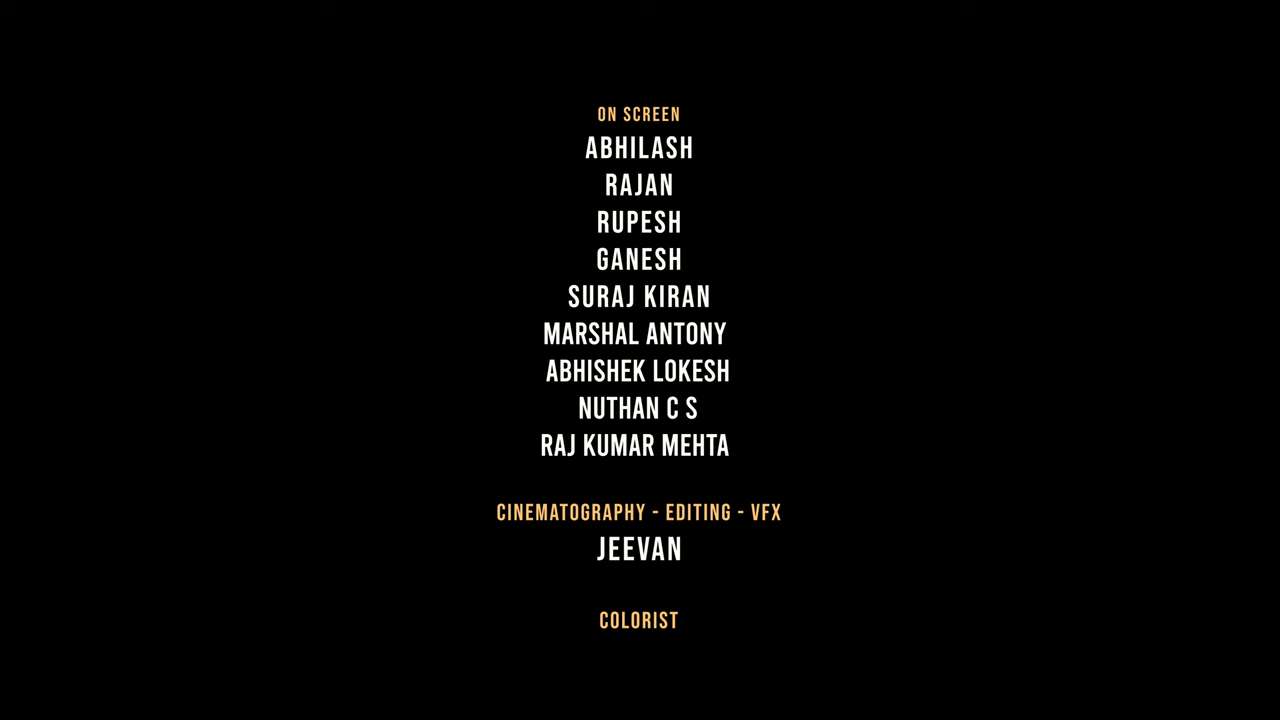 ON SCREEN
ABHILASH
RAJAN
RUPESH
GANESH
SURAJ KIRAN
MARSHAL ANTONY
ABHISHEK LOKESH
NUTHAN C S
RAJ KUMAR MEHTA
CINEMATOGRAPHY - EDITING - VFX
JEEVAN
COLORIST